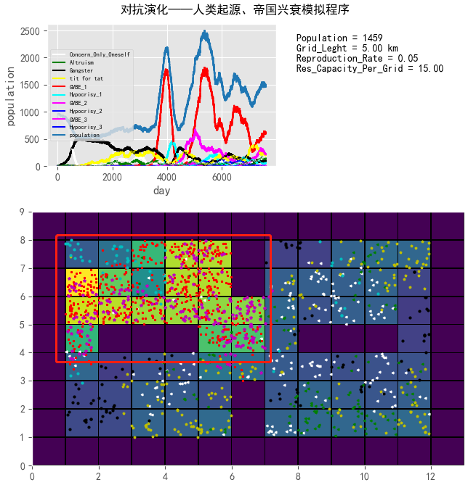 对抗演化——人类起源、帝国兴衰模拟程序
Population = 1459
Grid_Leght = 5.00 km
Reproduction_Rate = 0.05
Res_Capacity_Per_Grid = 15.00
2500
2000
1500
1000
500
0
population
Concern_Only_Oneself
Altruism
Gangster
tit for tat
GABE_1
Hypocrisy_1
GABE_2
Hypocrisy_2
GABE_3
Hypocrisy_3
population
0 2000 4000 6000
day
9
8
7
6
5
4
3
2
1
0
0 2 4 6 8 10 12